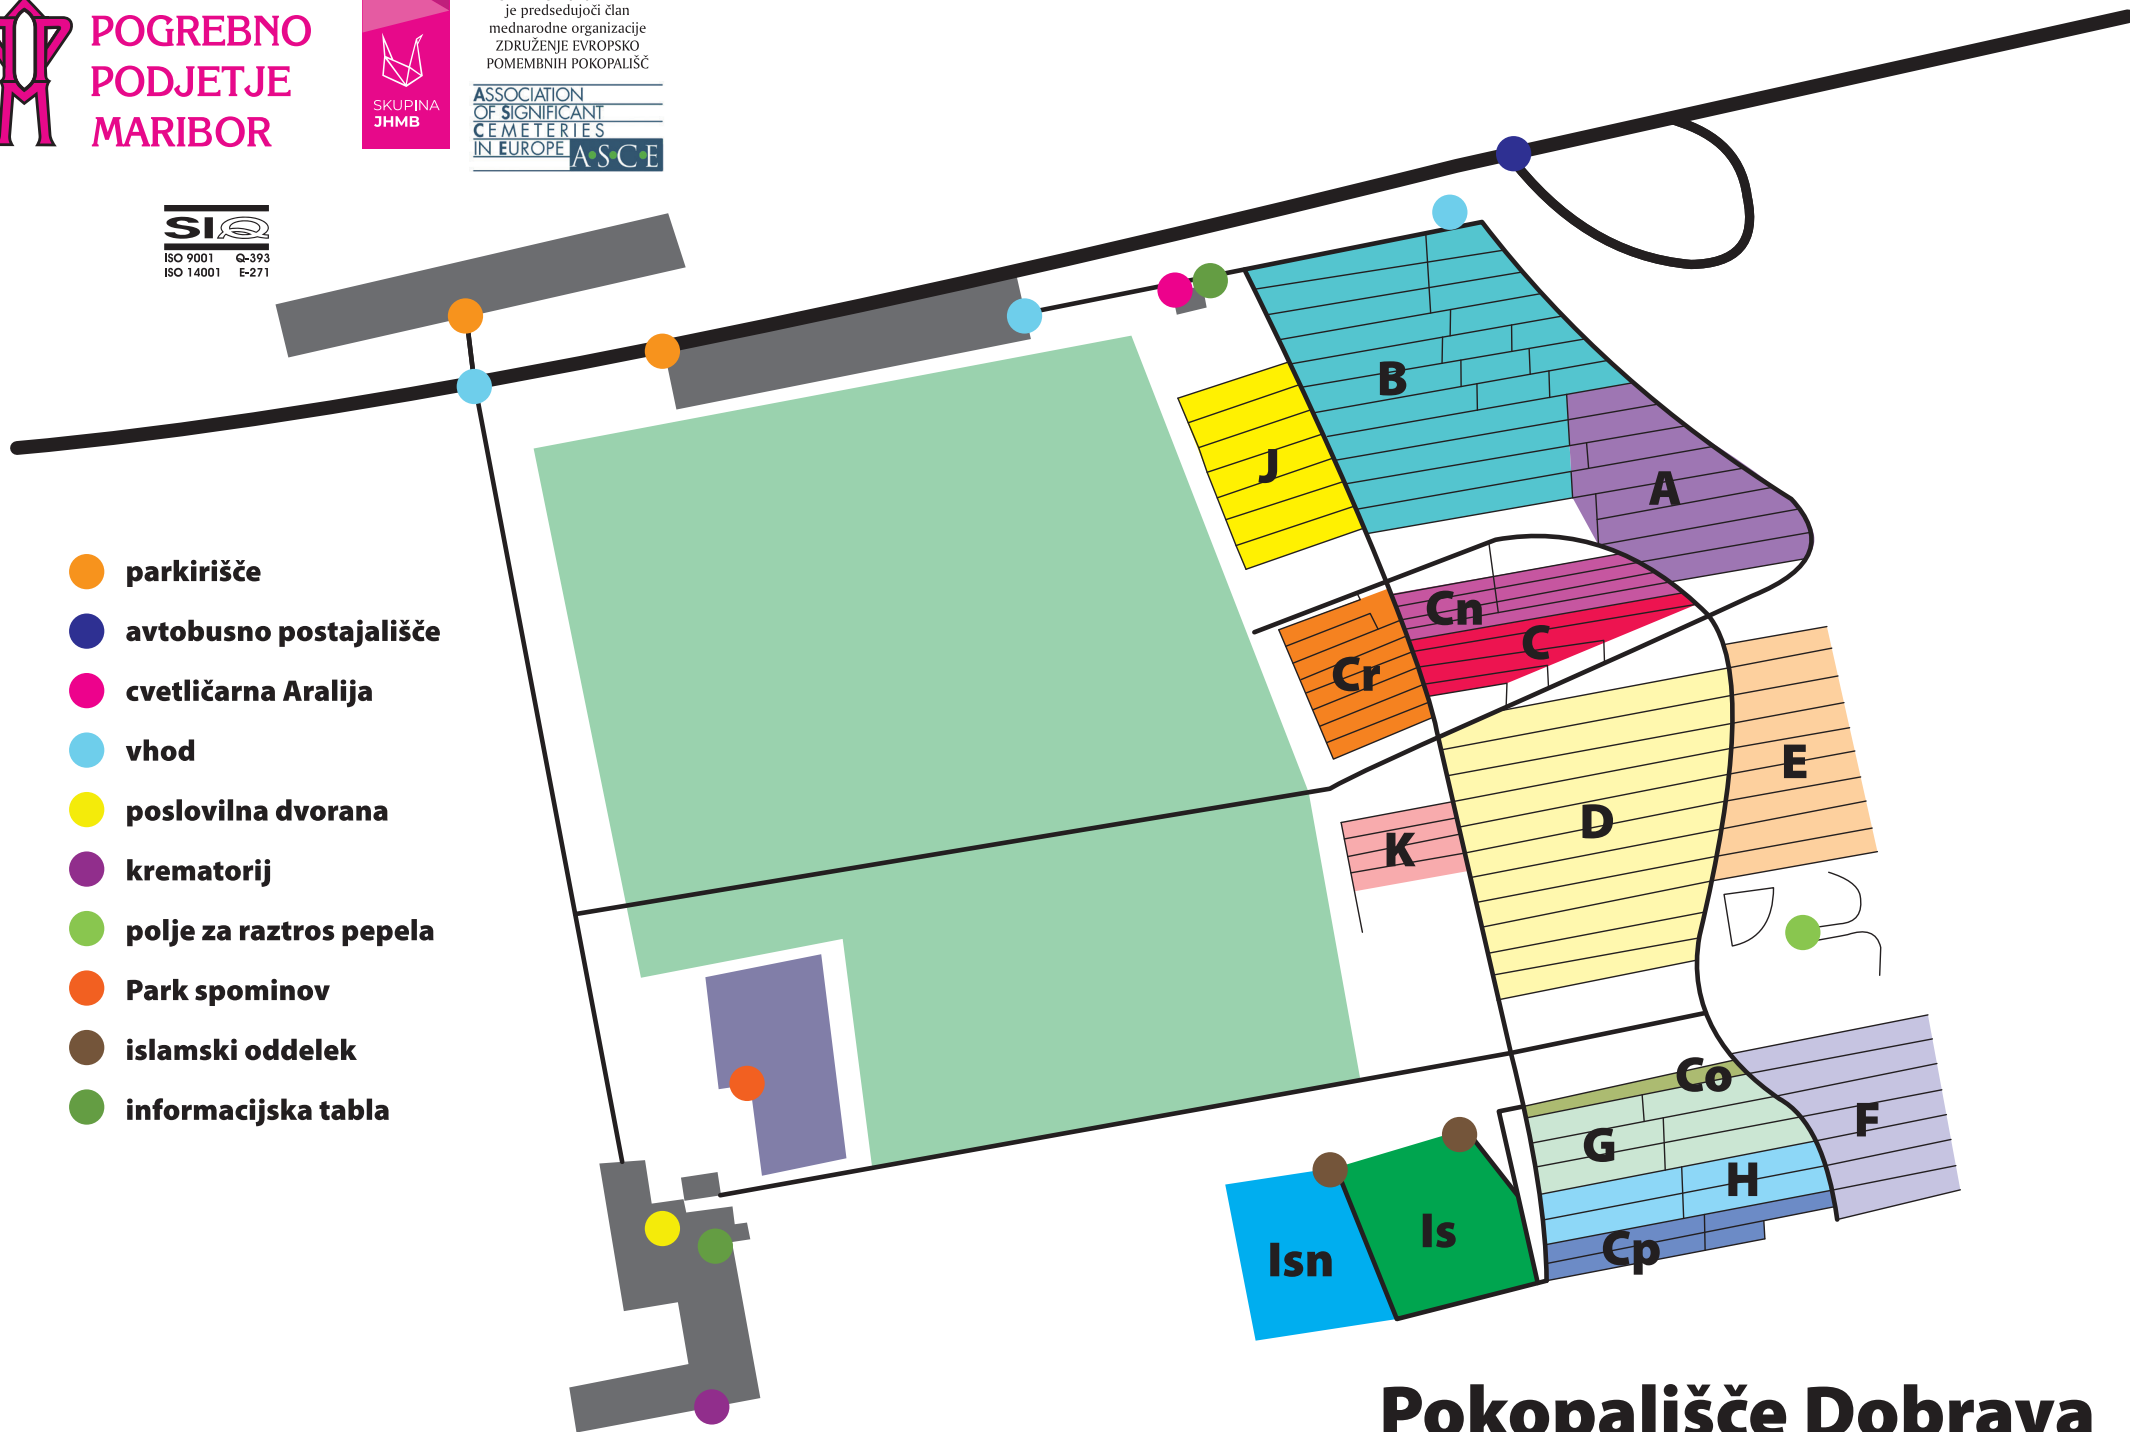 POGREBNO
PODJETJE
MARIBOR
SKUPINA
JHMB
je predsedujoči član
mednarodne organizacije
ZDRUŽENJE EVROPSKO
POMEMBNIH POKOPALIŠČ
ASSOCIATION
OF SIGNIFICANT
CEMETERIES
IN EUROPE
A·S·C·E
SIQ
ISO 9001 Q-393
ISO 14001 E-271
parkirišče
avtobusno postajališče
cvetličarna Aralija
vhod
poslovilna dvorana
krematorij
polje za raztros pepela
Park spominov
islamski oddelek
informacijska tabla
B
J
A
Cn
C
Cr
E
D
K
Co
F
G
H
Is
Cp
Isn
Pokopališče Dobrava